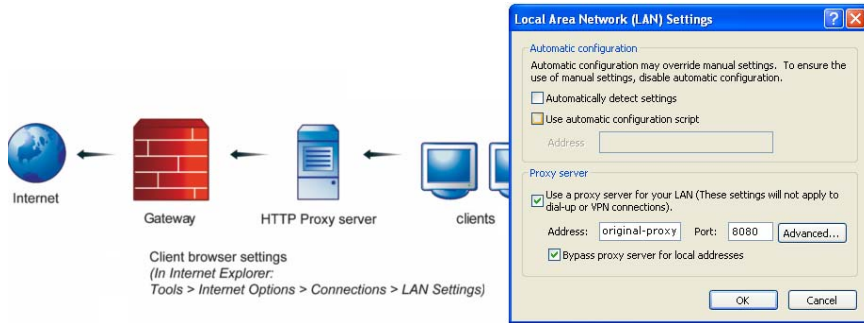 Internet
Gateway
HTTP Proxy server
clients
Client browser settings
(In Internet Explorer:
Tools > Internet Options > Connections > LAN Settings)
Local Area Network (LAN) Settings
Automatic configuration
Automatic configuration may override manual settings. To ensure the
use of manual settings, disable automatic configuration.
Automatically detect settings
Use automatic configuration script
Address
Proxy server
Use a proxy server for your LAN (These settings will not apply to
dial-up or VPN connections).
Address: original-proxy Port: 8080 Advanced...
Bypass proxy server for local addresses
OK Cancel